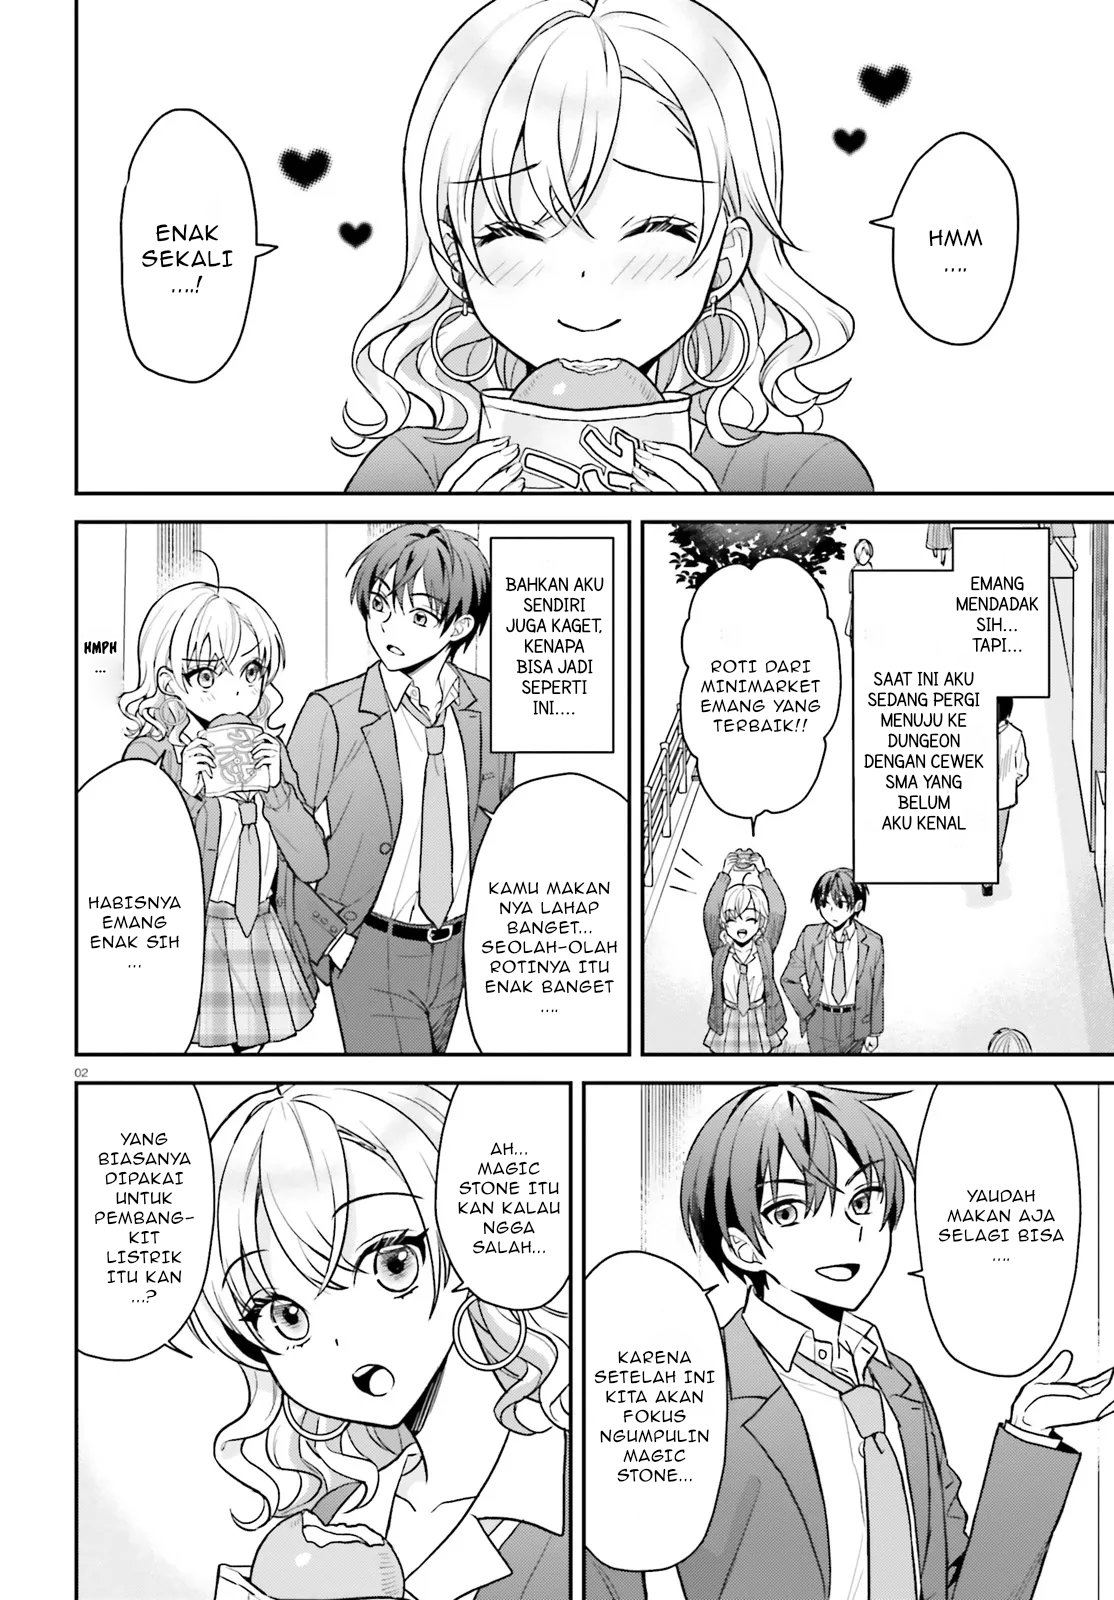 HMM
....
ENAK
SEKALI
....!
EMANG
MENDADAK
SIH...
TAPI...
SAAT INI AKU
SEDANG PERGI
MENUJU KE
DUNGEON
DENGAN CEWEK
SMA YANG
BELUM
AKU KENAL
ROTI DARI
MINIMARKET
EMANG YANG
TERBAIK!!
BAHKAN AKU
SENDIRI
JUGA KAGET,
KENAPA
BISA JADI
SEPERTI
INI....
KAMU MAKAN
NYA LAHAP
BANGET...
SEOLAH-OLAH
ROTINYA ITU
ENAK BANGET
....
HMPH
...
HABISNYA
EMANG
ENAK SIH
...
02
YAUDAH
MAKAN AJA
SELAGI BISA
....
KARENA
SETELAH INI
KITA AKAN
FOKUS
NGUMPULIN
MAGIC
STONE...
AH...
MAGIC
STONE ITU
KAN KALAU
NGGA
SALAH...
YANG
BIASANYA
DIPAKAI
UNTUK
PEMBANG-
KIT
LISTRIK
ITU KAN
...?